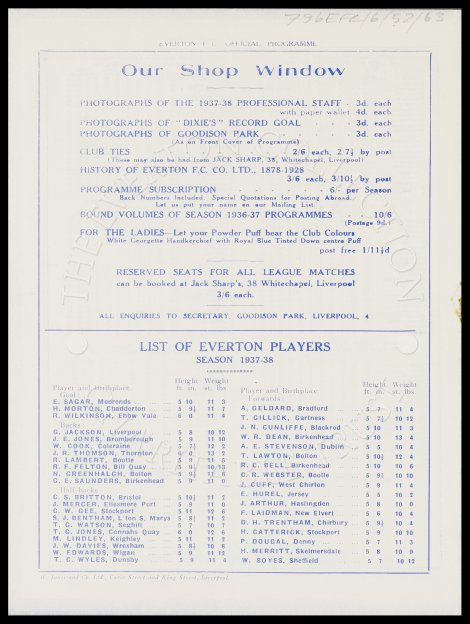 796EFC/6/52/63
EVERTON F.C. OFFICIAL PROGRAMME
Our Shop Window
PHOTOGRAPHS OF THE 1937-38 PROFESSIONAL STAFF - 3d. each
with paper wallet 4d. each
PHOTOGRAPHS OF "DIXIE'S" RECORD GOAL - - - 3d. each
PHOTOGRAPHS OF GOODISON PARK - - - - 3d. each
(As on Front Cover of Programme)
CLUB TIES - - - - - 2/6 each, 2/7½ by post
(These may also be had from JACK SHARP, 38, Whitechapel, Liverpool)
HISTORY OF EVERTON F.C. CO. LTD., 1878-1928
3/6 each, 3/10½ by post
PROGRAMME SUBSCRIPTION - - - - - 6/- per Season
Back Numbers Included. Special Quotations for Posting Abroad.
Let us put your name on our Mailing List.
BOUND VOLUMES OF SEASON 1936-37 PROGRAMMES - 10/6
(Postage 9d.)
FOR THE LADIES—Let your Powder Puff bear the Club Colours
White Georgette Handkerchief with Royal Blue Tinted Down centre Puff
post free 1/11½d
RESERVED SEATS FOR ALL LEAGUE MATCHES
can be booked at Jack Sharp's, 38 Whitechapel, Liverpool
3/6 each.
ALL ENQUIRIES TO SECRETARY, GOODISON PARK, LIVERPOOL, 4.
LIST OF EVERTON PLAYERS
SEASON 1937-38
Height Weight
Player and Birthplace. ft. in. st. lbs.
Goal
E. SAGAR, Moorends 5 10 11 3
H. MORTON, Chadderton 5 9½ 11 7
R. WILKINSON, Ebbw Vale 6 0 11 4
Backs
G. JACKSON, Liverpool 5 8 10 12
J. E. JONES, Bromborough 5 9 11 10
W. COOK, Coleraine 5 7½ 12 2
J. R. THOMSON, Thornton 6 0 13 2
R. LAMBERT, Bootle 5 9 11 5
R. F. FELTON, Bill Quay 5 9 10 13
N. GREENHALGH, Bolton 5 9½ 11 6
G. E. SAUNDERS, Birkenhead 5 9 11 0
Half-backs
C. S. BRITTON, Bristol 5 10½ 11 2
J. MERCER, Ellesmere Port 5 9 11 0
C. W. GEE, Stockport 5 11 12 6
S. J. BENTHAM, L'ton S. Marys 5 8 11 2
T. G. WATSON, Seghill 5 7 10 7
T. G. JONES, Connahs Quay 6 1 12 6
M. LINDLEY, Keighley 5 11 11 2
J. W. DAVIES, Wrexham 5 8½ 10 8
W. EDWARDS, Wigan 5 9 11 12
T. C. WYLES, Dunsby 5 9 11 4
Height Weight
Player and Birthplace ft. in. st. lbs.
Forwards
A. GELDARD, Bradford 5 7 11 4
T. GILLICK, Cartness 5 7½ 10 12
J. N. CUNLIFFE, Blackrod 5 10 11 3
W. R. DEAN, Birkenhead 5 10 13 4
A. E. STEVENSON, Dublin 5 5 10 4
T. LAWTON, Bolton 5 10½ 12 4
R. C. BELL, Birkenhead 5 10 10 6
C. R. WEBSTER, Bootle 5 9½ 10 10
J. CUFF, West Chirton 5 9 11 4
E. HUREL, Jersey 5 5 10 2
J. ARTHUR, Haslingden 5 8 10 0
F. LAIDMAN, New Elvert 5 6 10 4
D. H. TRENTHAM, Chirbury 5 9½ 10 4
H. CATTERICK, Stockport 5 9 10 10
P. DOUGAL, Denny 5 7 11 3
H. MERRITT, Skelmersdale 5 8 10 9
W. BOYES, Sheffield 5 7 10 12